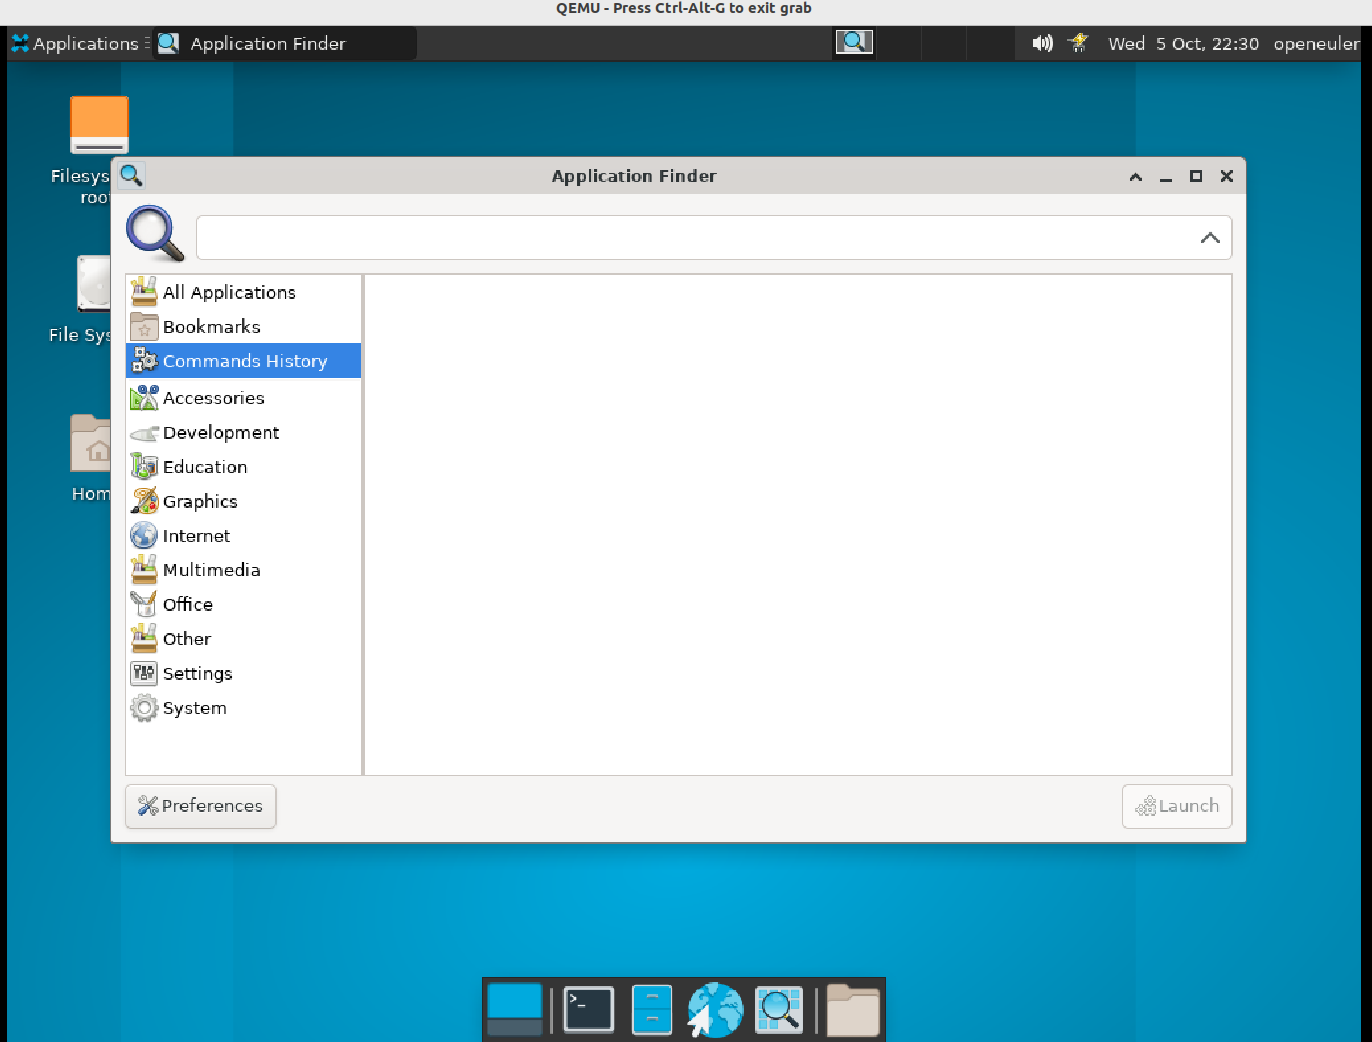 QEMU - Press Ctrl-Alt-G to exit grab
Applications
Application Finder
Wed 5 Oct, 22:30
openeuler
Filesys
roo
Application Finder
File Sys
Hom
All Applications
Bookmarks
Commands History
Accessories
Development
Education
Graphics
Internet
Multimedia
Office
Other
Settings
System
Preferences
Launch